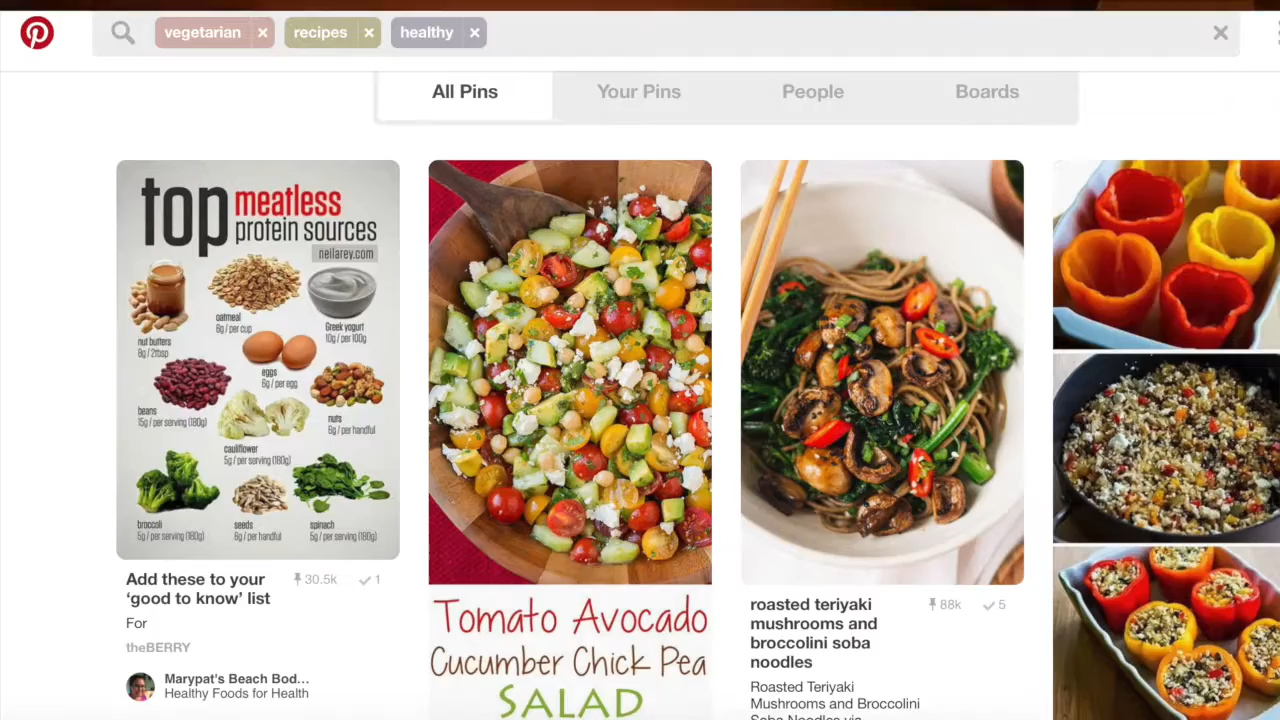 vegetarian × recipes × healthy ×
All Pins Your Pins People Boards
top meatless
protein sources
neilarey.com
oatmeal
6g / per cup
Greek yogurt
10g / per 100g
nut butters
8g / 2tbsp
eggs
6g / per egg
beans
15g / per serving (180g)
nuts
6g / per handful
cauliflower
5g / per serving (180g)
broccoli
5g / per serving (180g)
seeds
6g / per handful
spinach
5g / per serving (180g)
Add these to your
‘good to know’ list
30.5k 1
For
theBERRY
Marypat's Beach Bod...
Healthy Foods for Health
Tomato Avocado
Cucumber Chick Pea
SALAD
roasted teriyaki
mushrooms and
broccolini soba
noodles
88k 5
Roasted Teriyaki
Mushrooms and Broccolini
Soba Noodles via